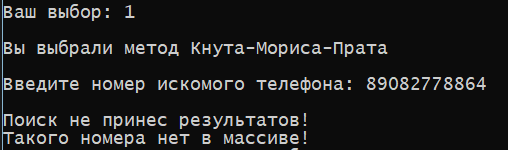 Ваш выбор: 1
Вы выбрали метод Кнута-Мориса-Прата
Введите номер искомого телефона: 89082778864
Поиск не принес результатов!
Такого номера нет в массиве!